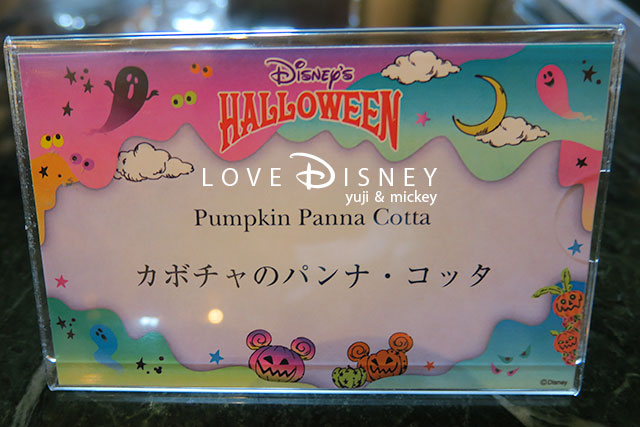 Disney's
HALLOWEEN
LOVE DISNEY
yuji & mickey
Pumpkin Panna Cotta
カボチャのパンナ・コッタ
©Disney